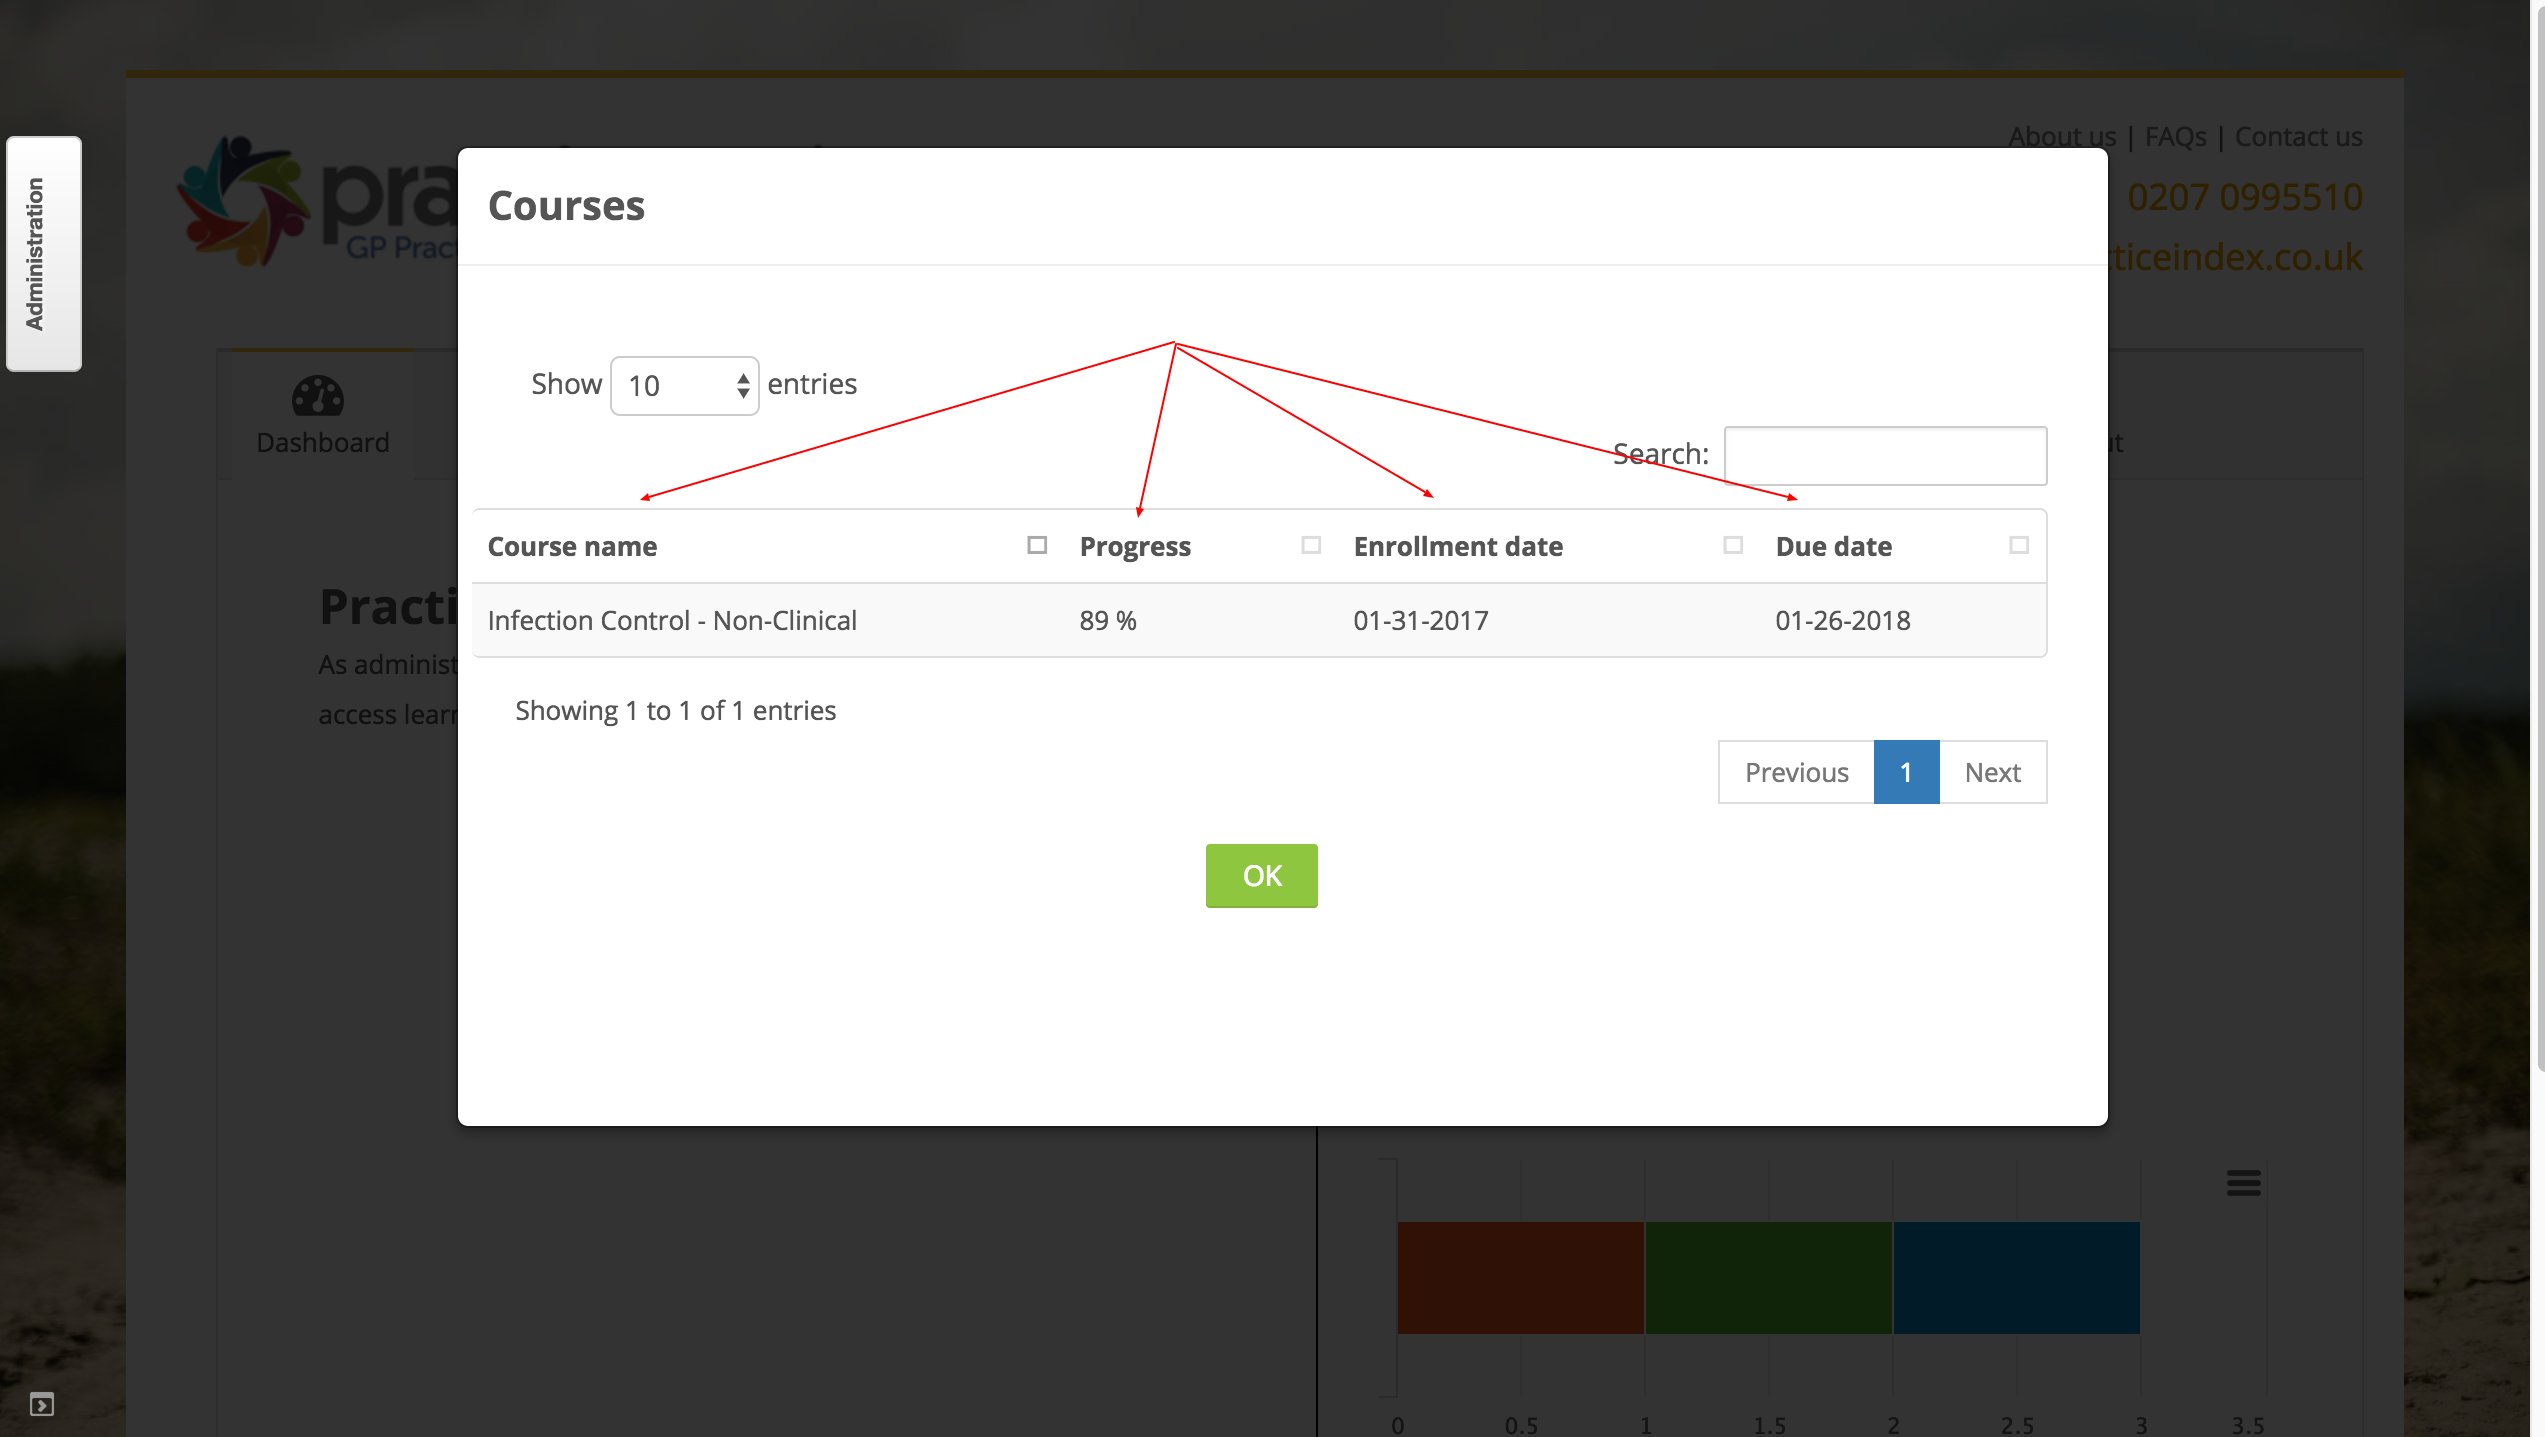 About us | FAQs | Contact us
Administration
pra
0207 0995510
GP Pract
cticeindex.co.uk
Courses
Show 10 entries
Dashboard
Search:
Course name Progress Enrollment date Due date
Infection Control - Non-Clinical 89 % 01-31-2017 01-26-2018
Practi
As administ
access learn
Showing 1 to 1 of 1 entries
Previous 1 Next
OK
0 0.5 1 1.5 2 2.5 3 3.5